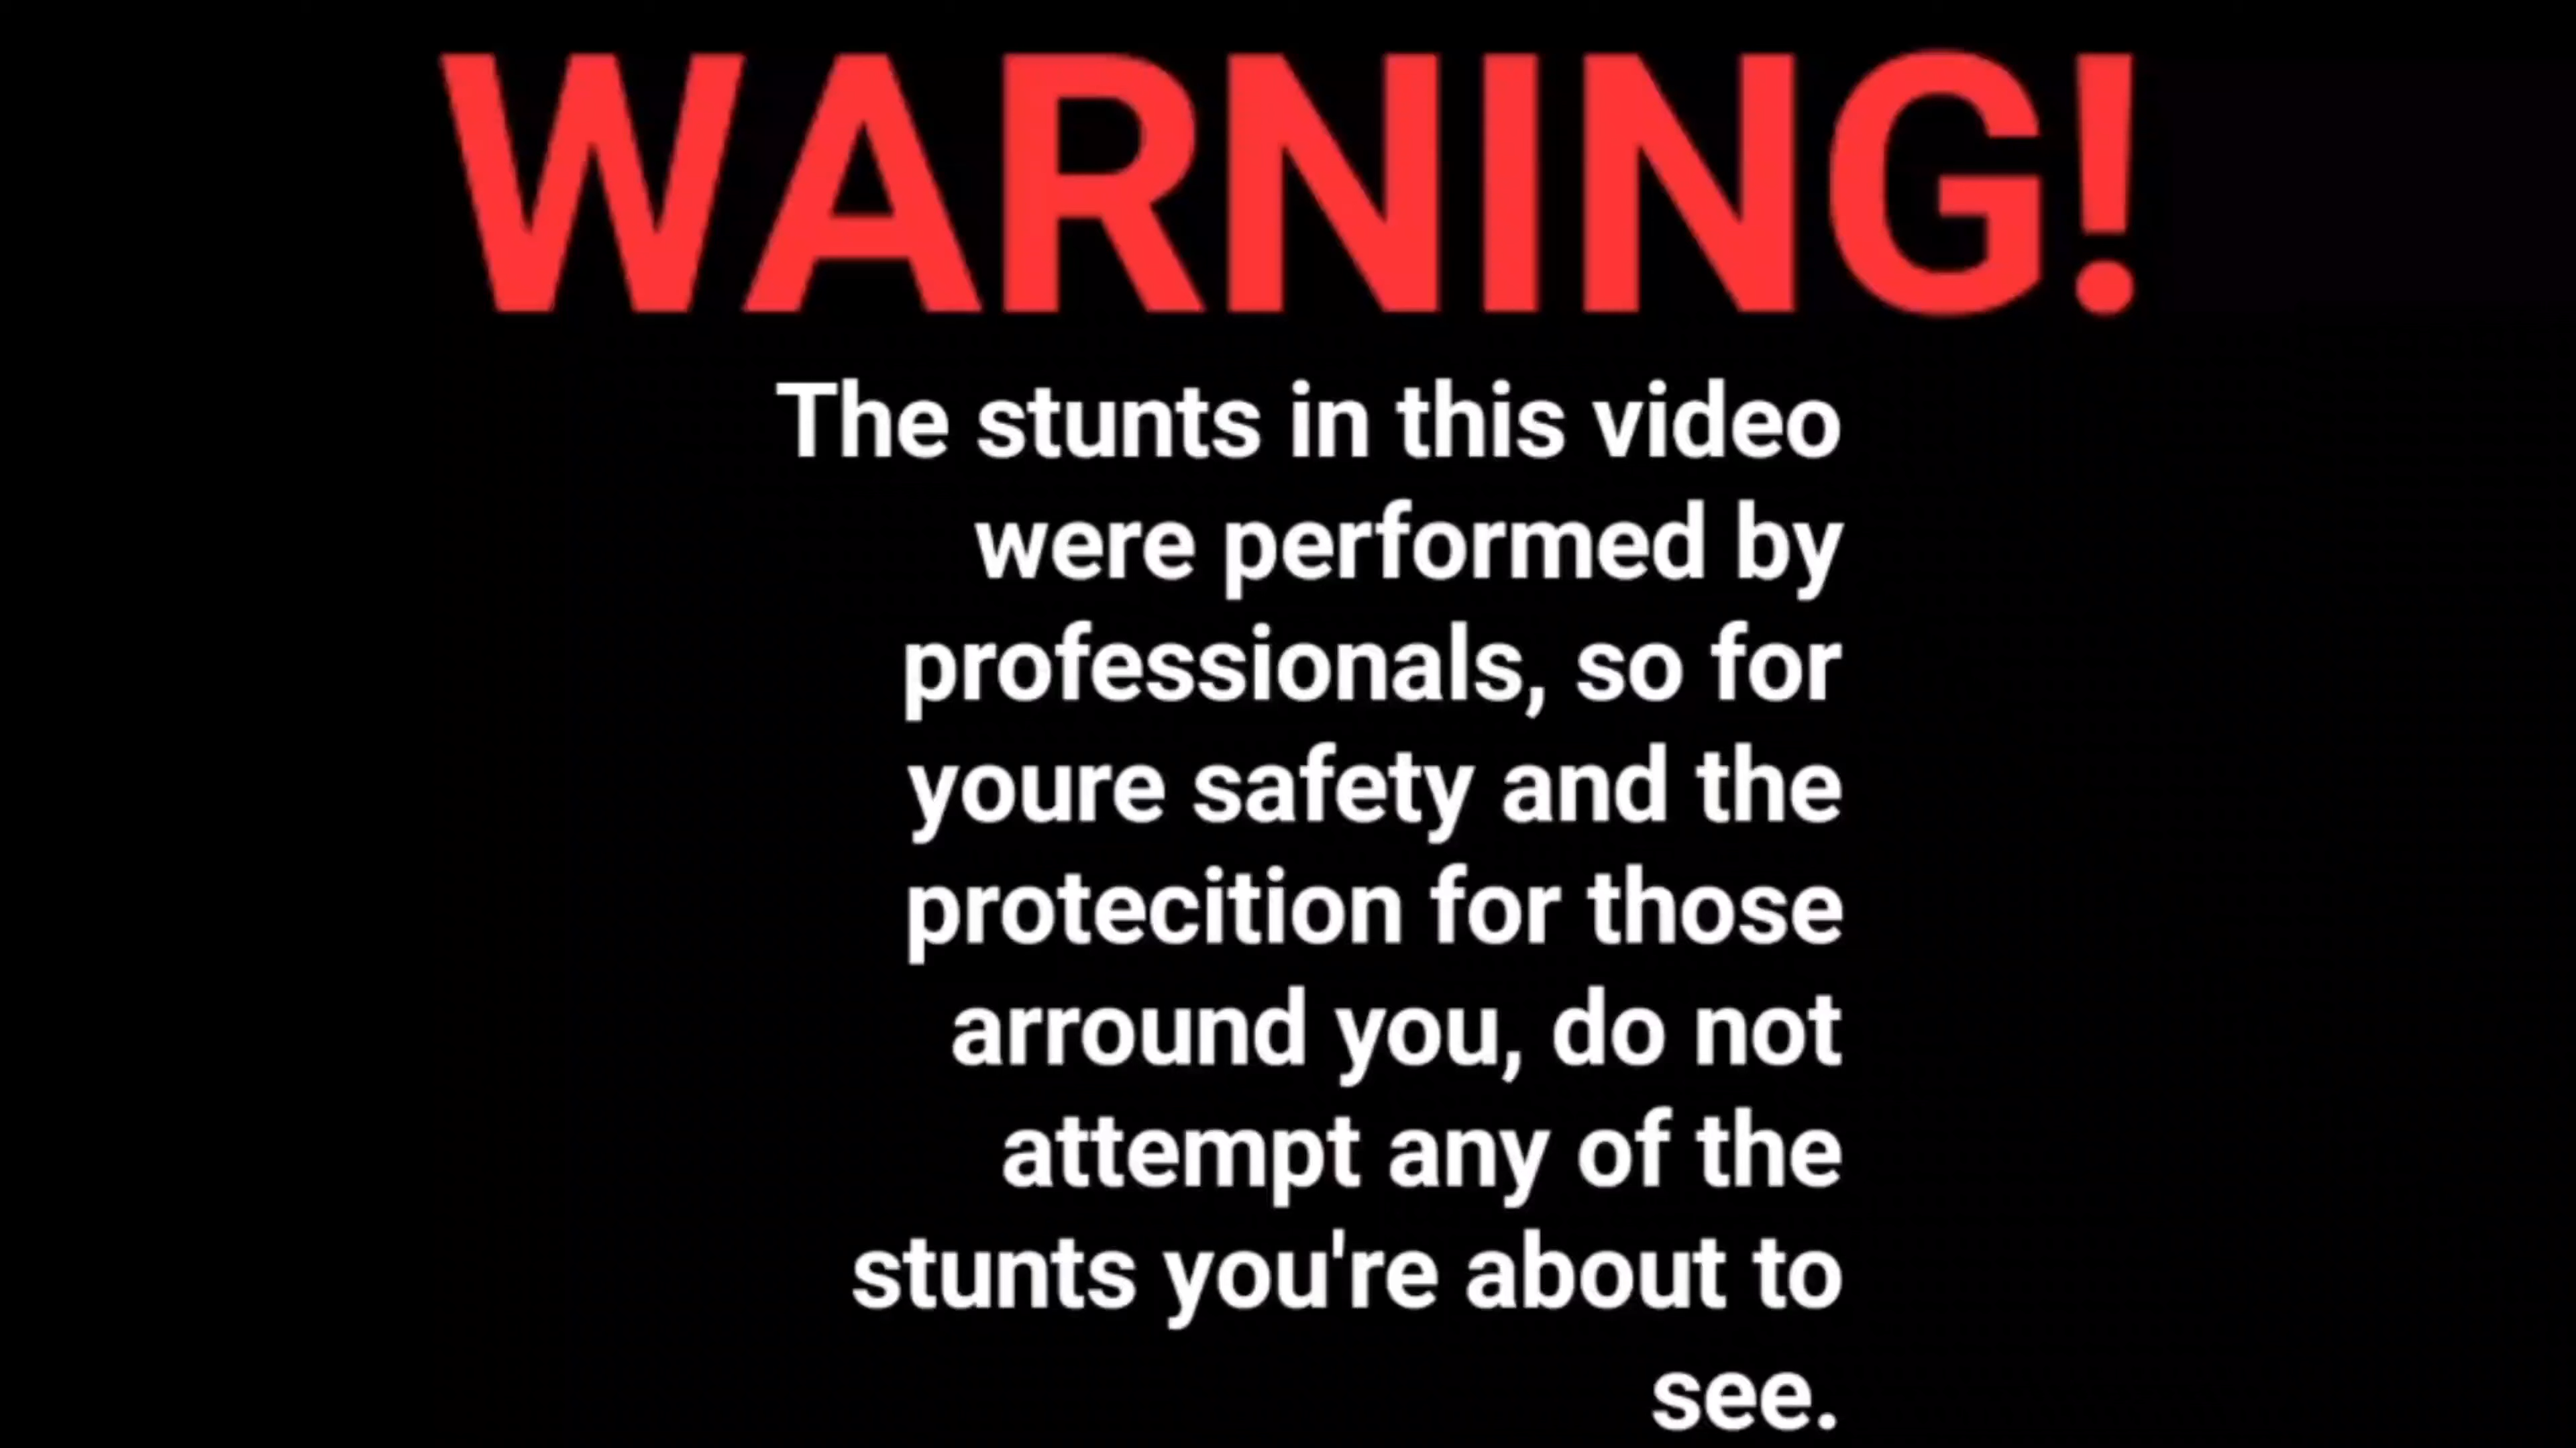 WARNING!
The stunts in this video
were performed by
professionals, so for
youre safety and the
protecition for those
arround you, do not
attempt any of the
stunts you're about to
see.